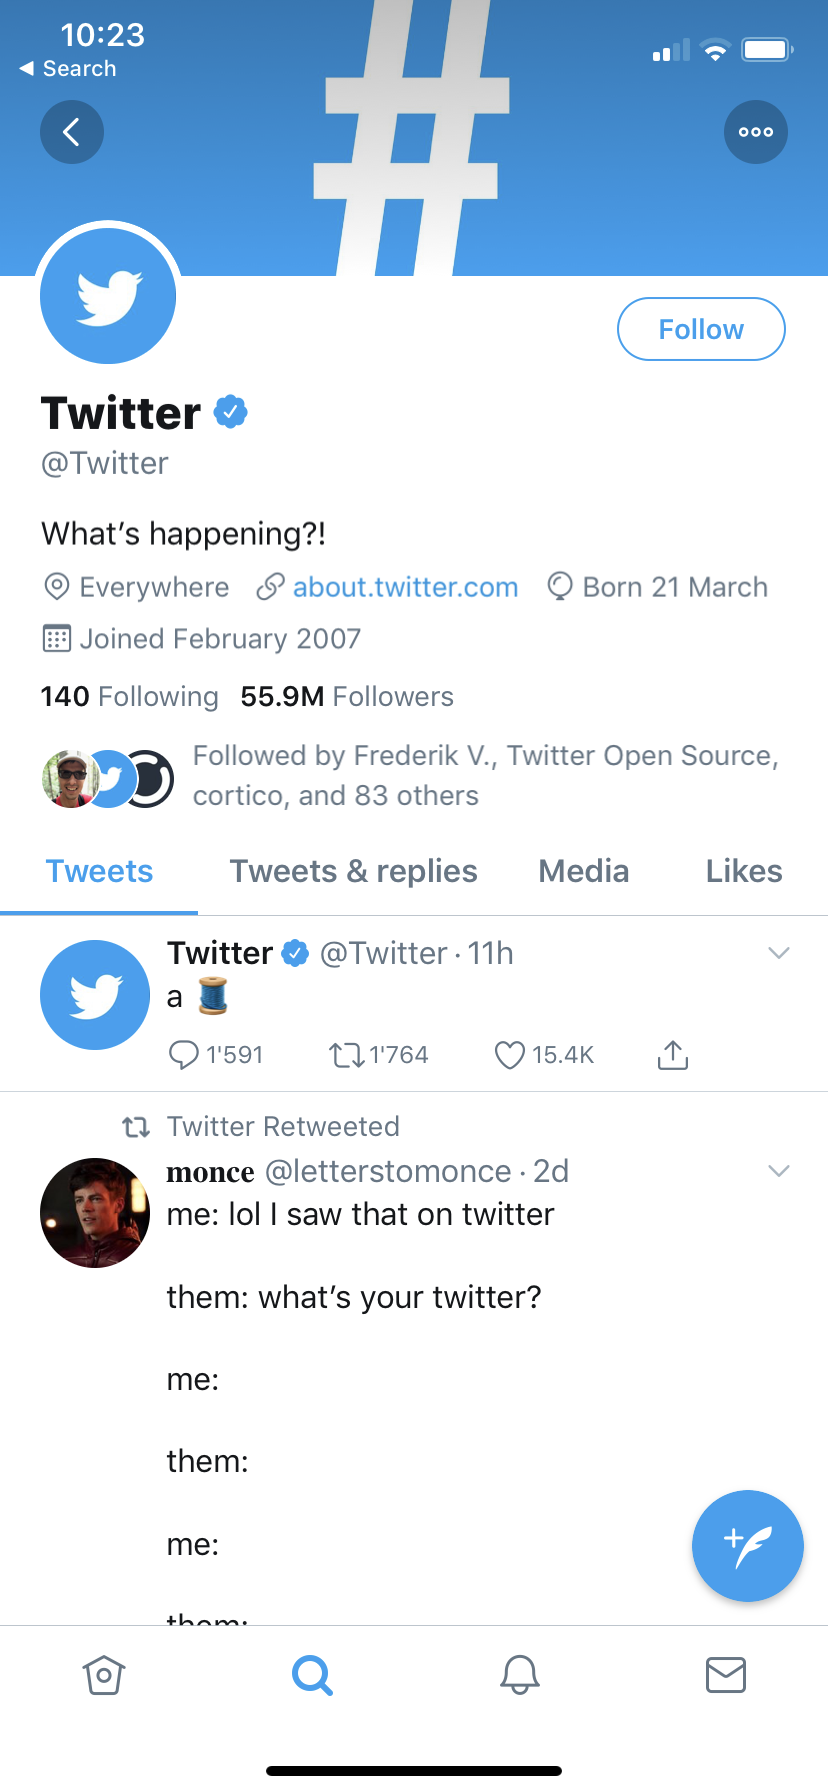 10:23
◀ Search
#
Follow
Twitter
@Twitter
What's happening?!
Everywhere about.twitter.com Born 21 March
Joined February 2007
140 Following 55.9M Followers
Followed by Frederik V., Twitter Open Source,
cortico, and 83 others
Tweets Tweets & replies Media Likes
Twitter @Twitter · 11h
a 🧵
1'591 1'764 15.4K
Twitter Retweeted
monce @letterstomonce · 2d
me: lol I saw that on twitter
them: what's your twitter?
me:
them:
me:
them: